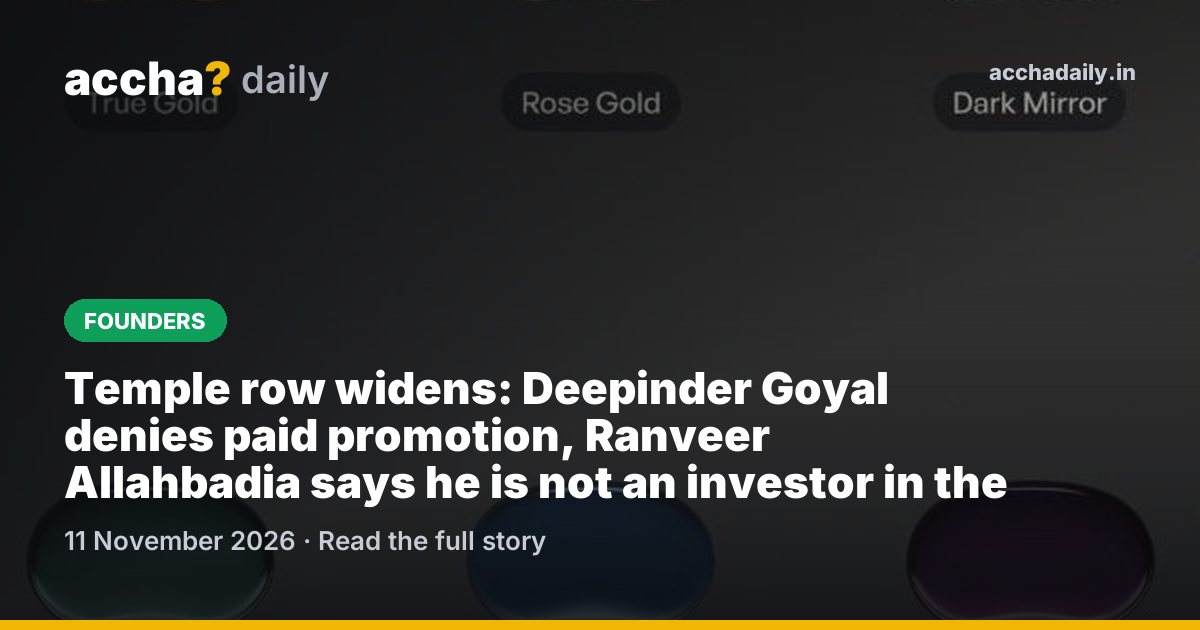 accha? daily
acchadaily.in
True Gold
Rose Gold
Dark Mirror
FOUNDERS
Temple row widens: Deepinder Goyal
denies paid promotion, Ranveer
Allahbadia says he is not an investor in the
11 November 2026 · Read the full story